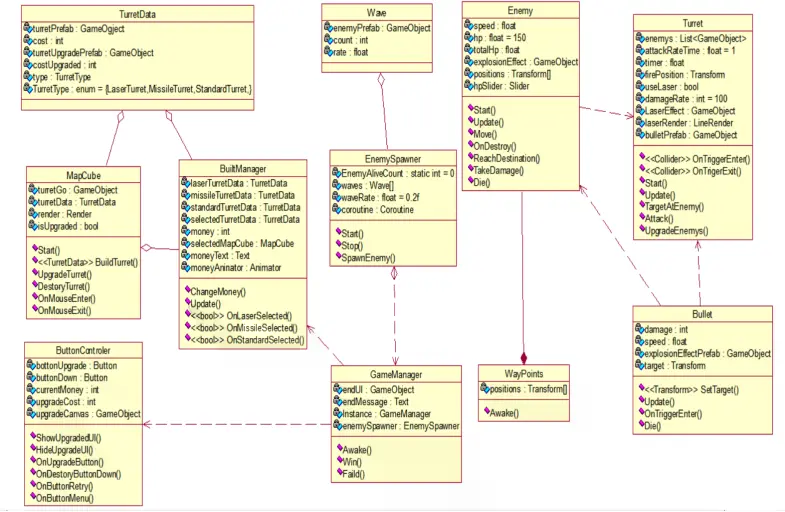 TurretData
turretPrefab : GameOgject
cost : int
turretUpgradePrefab : GameObject
costUpgraded : int
type : TurretType
TurretType : enum = {LaserTurret,MissileTurret,StandardTurret.}
Wave
enemyPrefab : GameObject
count : int
rate : float
Enemy
speed : float
hp : float = 150
totalHp : float
explosionEffect : GameObject
positions : Transform[]
hpSlider : Slider
Start()
Update()
Move()
OnDestroy()
ReachDestination()
TakeDamage()
Die()
Turret
enemys : List<GameObject>
attackRateTime : float = 1
timer : float
firePosition : Transform
useLaser : bool
damageRate : int = 100
LaserEffect : GameObject
laserRender : LineRender
bulletPrefab : GameObject
<<Collider>> OnTriggerEnter()
<<Collider>> OnTrigerExit()
Start()
Update()
TargetAtEnemy()
Attack()
UpgradeEnemys()
MapCube
turretGo : GameObject
turretData : TurretData
render : Render
isUpgraded : bool
Start()
<<TurretData>> BuildTurret()
UpgradeTurret()
DestoryTurret()
OnMouseEnter()
OnMouseExit()
BuiltManager
laserTurretData : TurretData
missileTurretData : TurretData
standardTurretData : TurretData
selectedTurretData : TurretData
money : int
selectedMapCube : MapCube
moneyText : Text
moneyAninator : Animator
ChangeMoney()
Update()
<<bool>> OnLaserSelected()
<<bool>> OnMissileSelected()
<<bool>> OnStandardSelected()
EnemySpawner
EnemyAliveCount : static int = 0
waves : Wave[]
waveRate : float = 0.2f
coroutine : Coroutine
Start()
Stop()
SpawnEnemy()
Bullet
damage : int
speed : float
explosionEffectPrefab : GameObject
target : Transform
<<Transform>> SetTarget()
Update()
OnTriggerEnter()
Die()
ButtonControler
bottonUpgrade : Button
buttonDown : Button
currentMoney : int
upgradeCost : int
upgradeCanvas : GameObject
ShowUpgradedUI()
HideUpgradeUI()
OnUpgradeButton()
OnDestoryButtonDown()
OnButtonRetry()
OnButtonMenu()
GameManager
endUI : GameObject
endMessage : Text
Instance : GameManager
enemySpawner : EnemySpawner
Awake()
Win()
Faild()
WayPoints
positions : Transform[]
Awake()